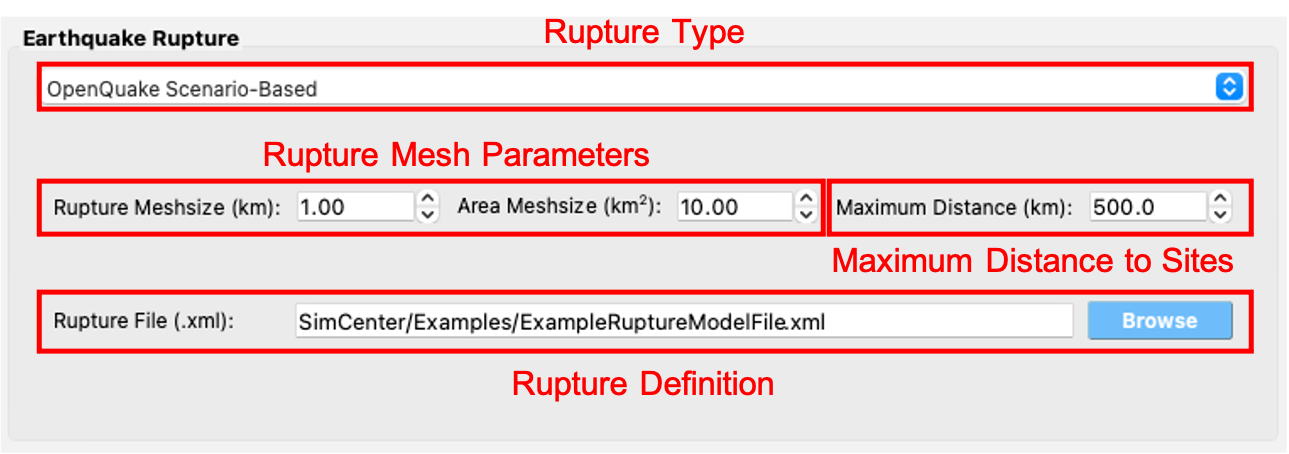 Earthquake Rupture
Rupture Type
OpenQuake Scenario-Based
Rupture Mesh Parameters
Rupture Meshsize (km): 1.00 Area Meshsize (km²): 10.00 Maximum Distance (km): 500.0
Maximum Distance to Sites
Rupture File (.xml): SimCenter/Examples/ExampleRuptureModelFile.xml Browse
Rupture Definition